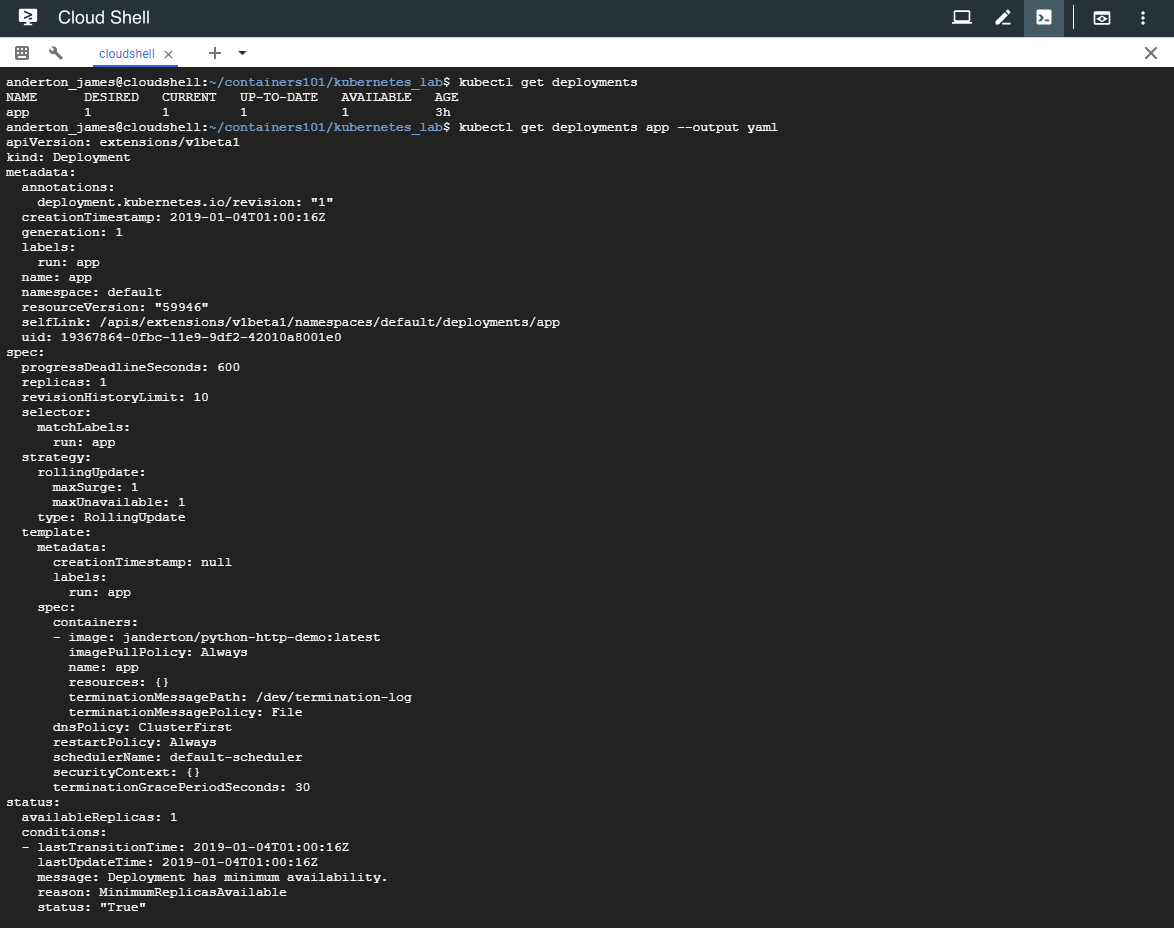 Cloud Shell
cloudshell
anderton_james@cloudshell:~/containers101/kubernetes_lab$ kubectl get deployments
NAME      DESIRED   CURRENT   UP-TO-DATE   AVAILABLE   AGE
app       1         1         1            1           3h
anderton_james@cloudshell:~/containers101/kubernetes_lab$ kubectl get deployments app --output yaml
apiVersion: extensions/v1beta1
kind: Deployment
metadata:
  annotations:
    deployment.kubernetes.io/revision: "1"
  creationTimestamp: 2019-01-04T01:00:16Z
  generation: 1
  labels:
    run: app
  name: app
  namespace: default
  resourceVersion: "59946"
  selfLink: /apis/extensions/v1beta1/namespaces/default/deployments/app
  uid: 19367864-0fbc-11e9-9df2-42010a8001e0
spec:
  progressDeadlineSeconds: 600
  replicas: 1
  revisionHistoryLimit: 10
  selector:
    matchLabels:
      run: app
  strategy:
    rollingUpdate:
      maxSurge: 1
      maxUnavailable: 1
    type: RollingUpdate
  template:
    metadata:
      creationTimestamp: null
      labels:
        run: app
    spec:
      containers:
      - image: janderton/python-http-demo:latest
        imagePullPolicy: Always
        name: app
        resources: {}
        terminationMessagePath: /dev/termination-log
        terminationMessagePolicy: File
      dnsPolicy: ClusterFirst
      restartPolicy: Always
      schedulerName: default-scheduler
      securityContext: {}
      terminationGracePeriodSeconds: 30
status:
  availableReplicas: 1
  conditions:
  - lastTransitionTime: 2019-01-04T01:00:16Z
    lastUpdateTime: 2019-01-04T01:00:16Z
    message: Deployment has minimum availability.
    reason: MinimumReplicasAvailable
    status: "True"